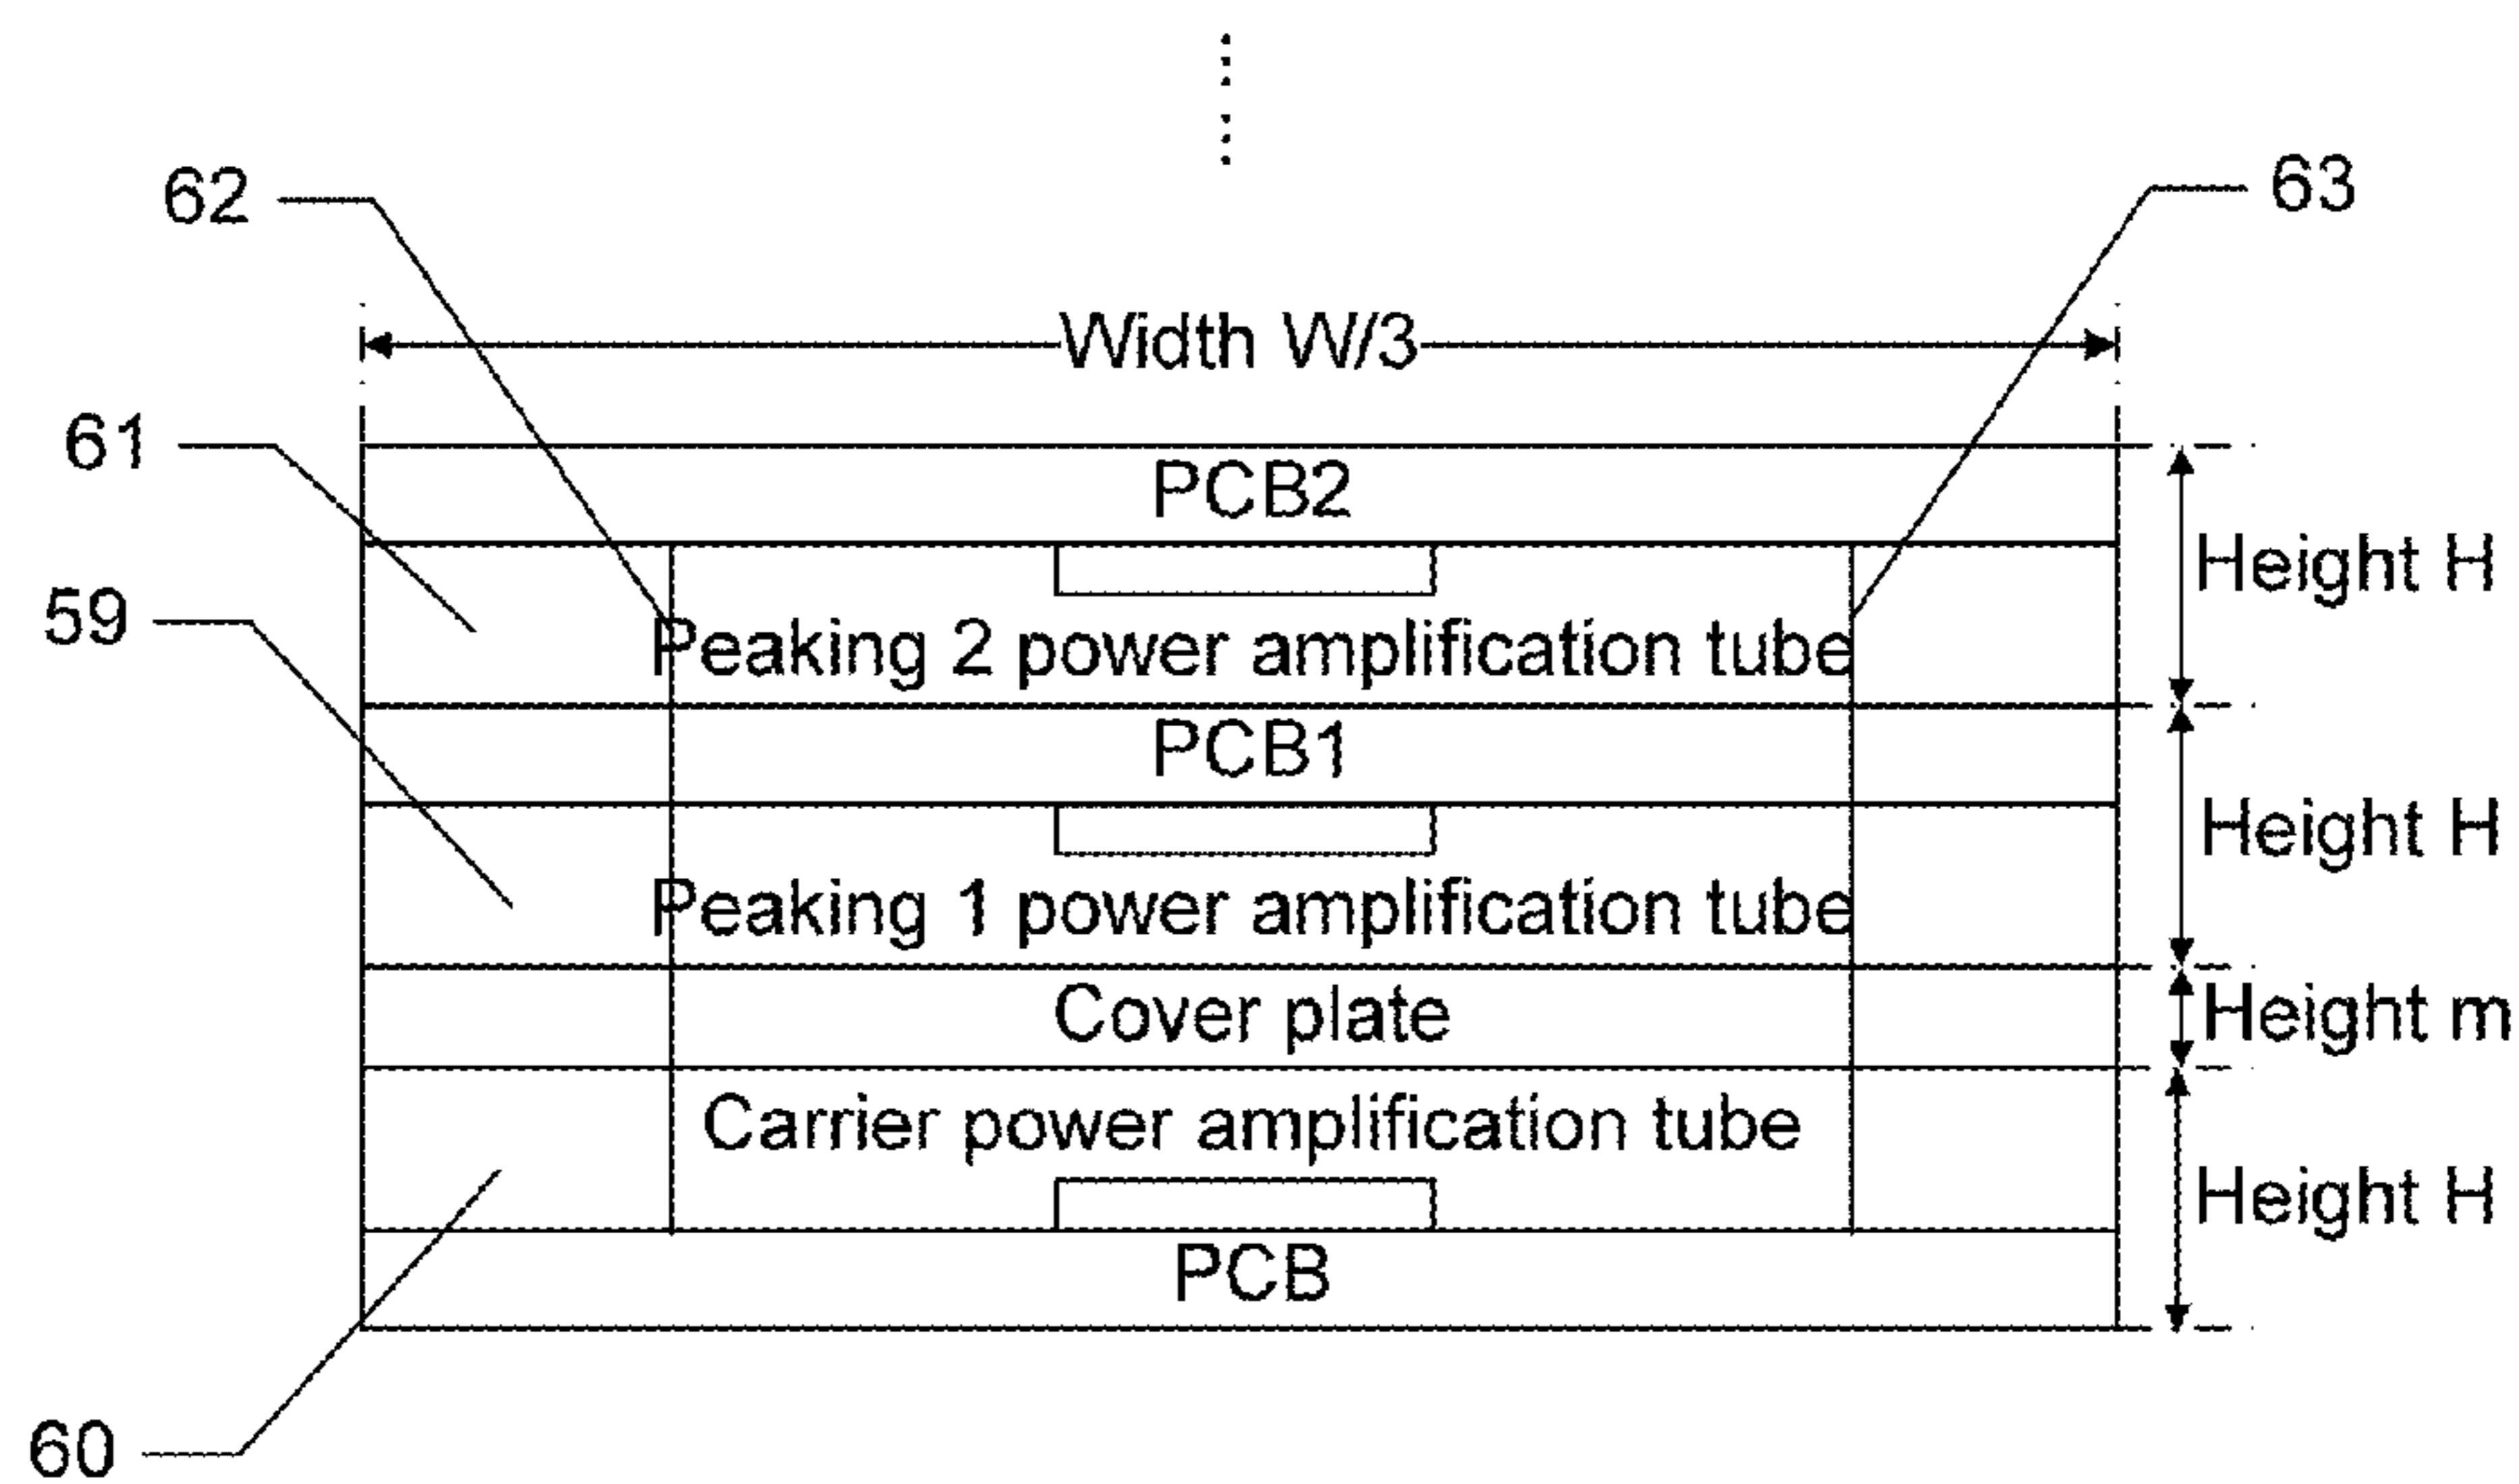 62
63
Width W/3
61
PCB2
Height H
59
Peaking 2 power amplification tube
PCB1
Height H
Peaking 1 power amplification tube
Cover plate
Height m
Carrier power amplification tube
Height H
PCB
60